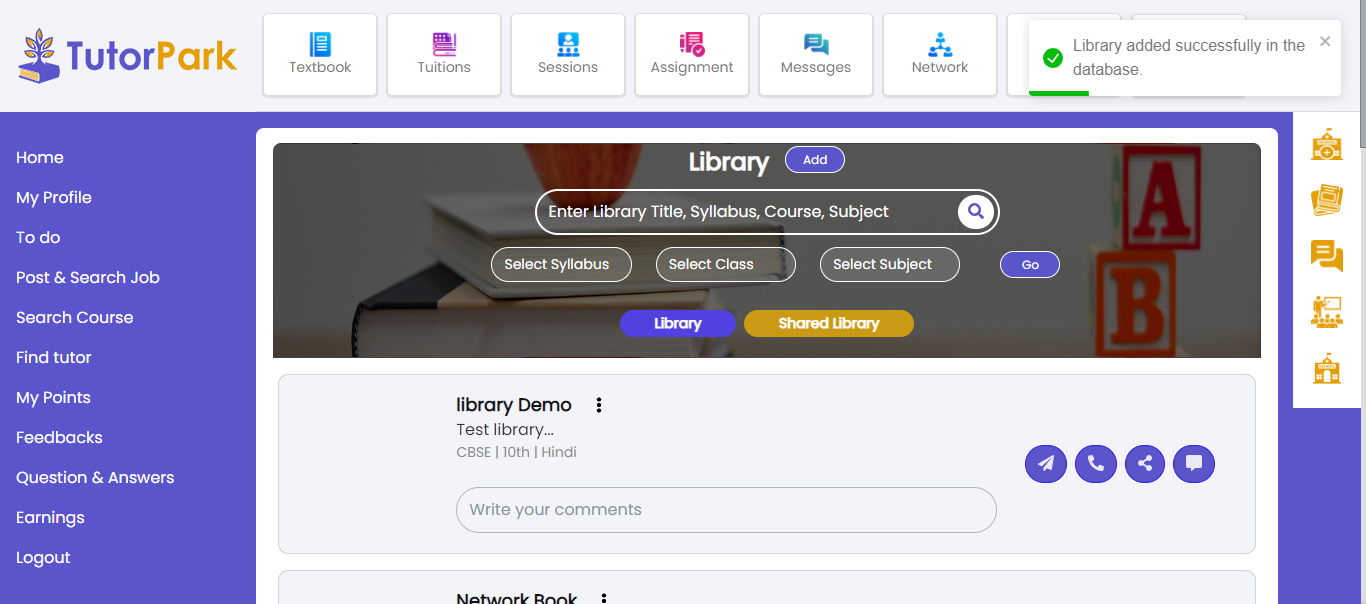 TutorPark
Textbook
Tuitions
Sessions
Assignment
Messages
Network
Library added successfully in the
database.
Home
My Profile
To do
Post & Search Job
Search Course
Find tutor
My Points
Feedbacks
Question & Answers
Earnings
Logout
Library
Add
Enter Library Title, Syllabus, Course, Subject
Select Syllabus
Select Class
Select Subject
Go
Library
Shared Library
A
B
library Demo
Test library...
CBSE | 10th | Hindi
Write your comments
Network Book